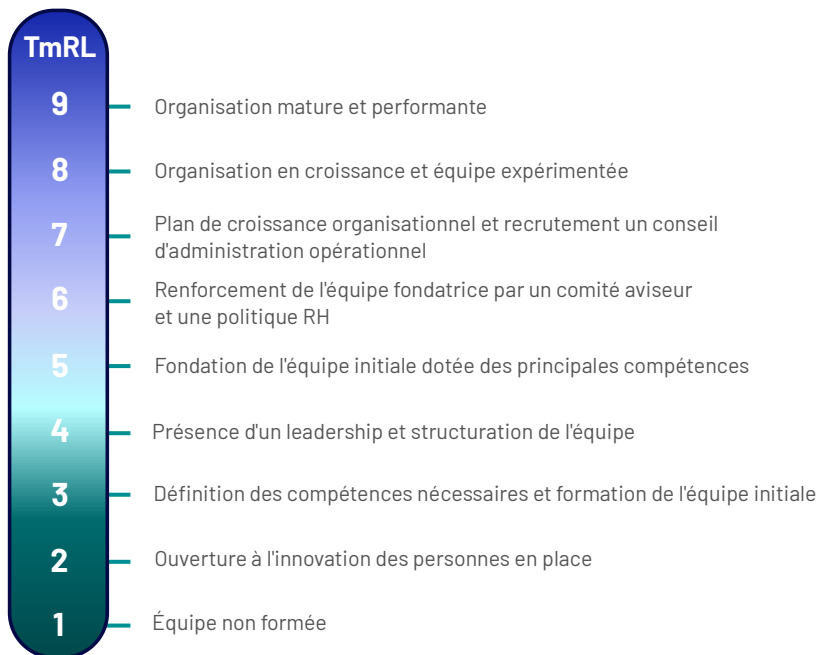 TmRL
9 Organisation mature et performante
8 Organisation en croissance et équipe expérimentée
7 Plan de croissance organisationnel et recrutement un conseil
d'administration opérationnel
6 Renforcement de l'équipe fondatrice par un comité aviseur
et une politique RH
5 Fondation de l'équipe initiale dotée des principales compétences
4 Présence d'un leadership et structuration de l'équipe
3 Définition des compétences nécessaires et formation de l'équipe initiale
2 Ouverture à l'innovation des personnes en place
1 Équipe non formée